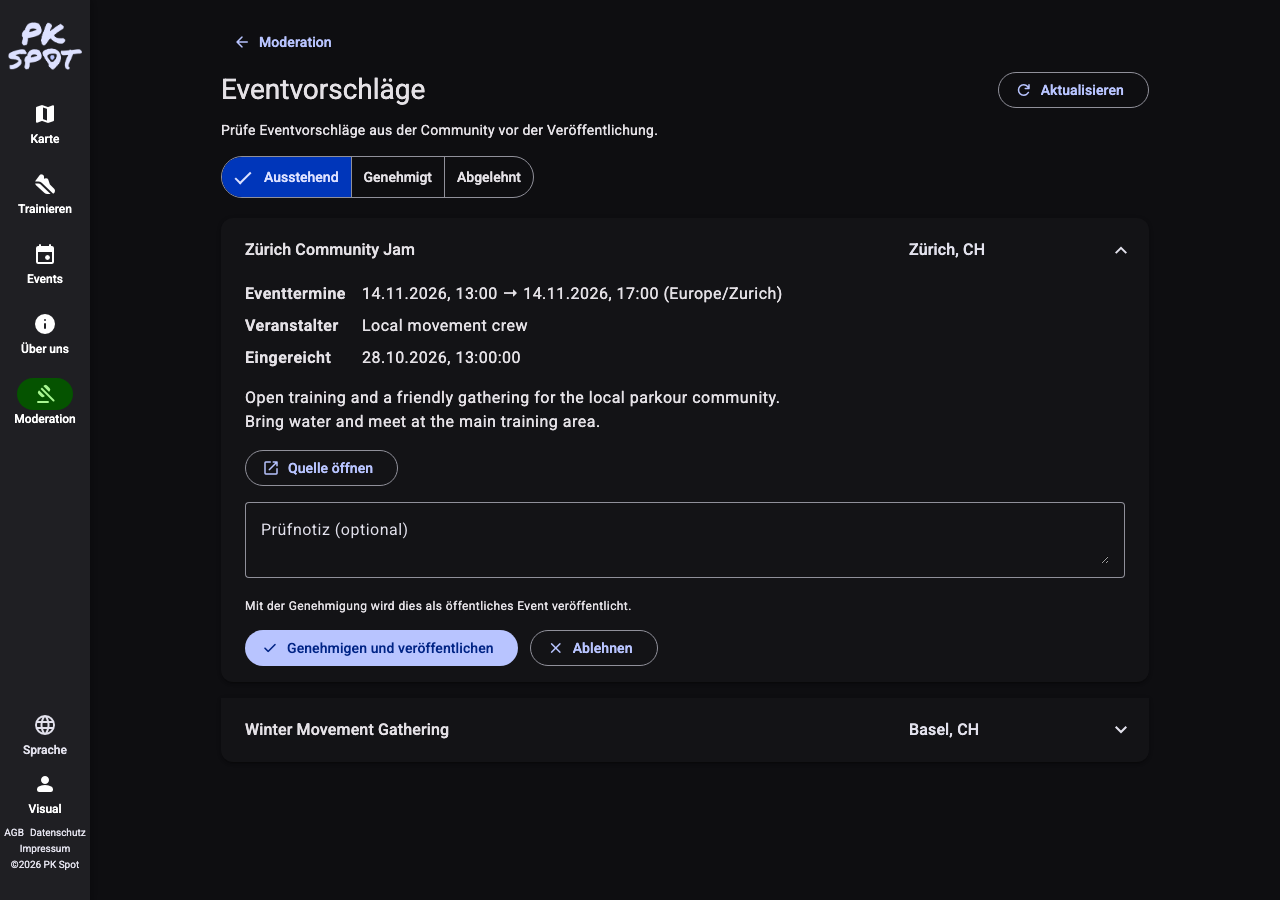 PK
SPOT
Karte
Trainieren
Events
Über uns
Moderation
Sprache
Visual
AGB Datenschutz
Impressum
©2026 PK Spot
Moderation
Eventvorschläge
Aktualisieren
Prüfe Eventvorschläge aus der Community vor der Veröffentlichung.
Ausstehend Genehmigt Abgelehnt
Zürich Community Jam Zürich, CH
Eventtermine 14.11.2026, 13:00 → 14.11.2026, 17:00 (Europe/Zurich)
Veranstalter Local movement crew
Eingereicht 28.10.2026, 13:00:00
Open training and a friendly gathering for the local parkour community.
Bring water and meet at the main training area.
Quelle öffnen
Prüfnotiz (optional)
Mit der Genehmigung wird dies als öffentliches Event veröffentlicht.
Genehmigen und veröffentlichen Ablehnen
Winter Movement Gathering Basel, CH